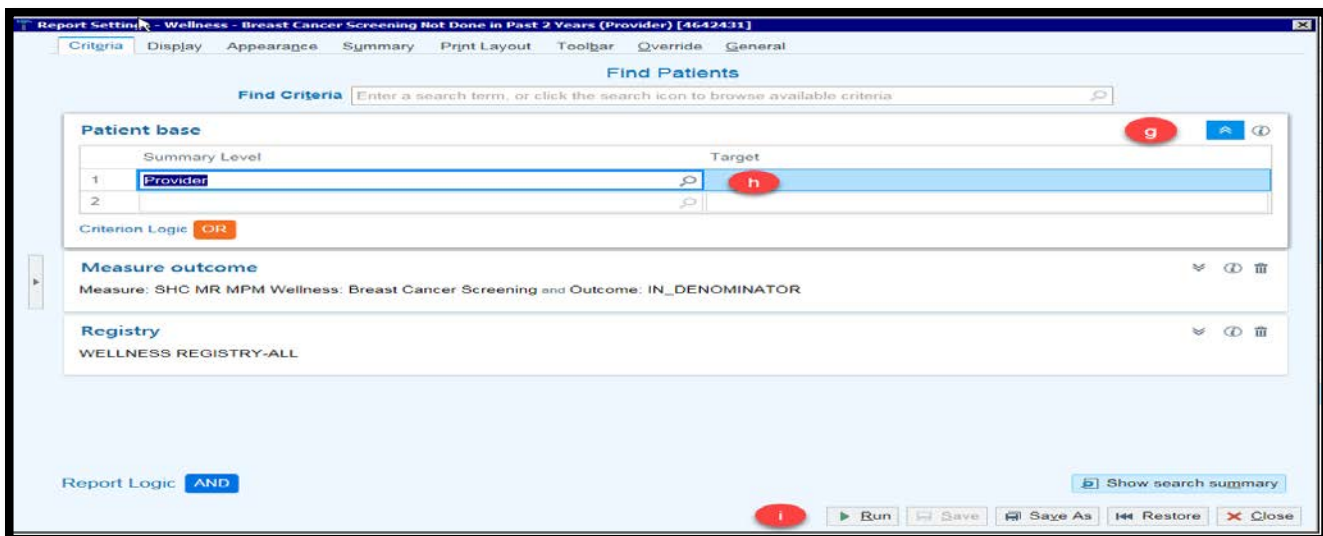 Report Settings - Wellness - Breast Cancer Screening Not Done in Past 2 Years (Provider) [4642431]
Criteria Display Appearance Summary Print Layout Toolbar Override General
Find Patients
Find Criteria Enter a search term, or click the search icon to browse available criteria
Patient base g
Summary Level Target
1 Provider h
2
Criterion Logic OR
Measure outcome
Measure: SHC MR MPM Wellness: Breast Cancer Screening and Outcome: IN_DENOMINATOR
Registry
WELLNESS REGISTRY-ALL
Report Logic AND Show search summary
i Run Save Save As Restore Close